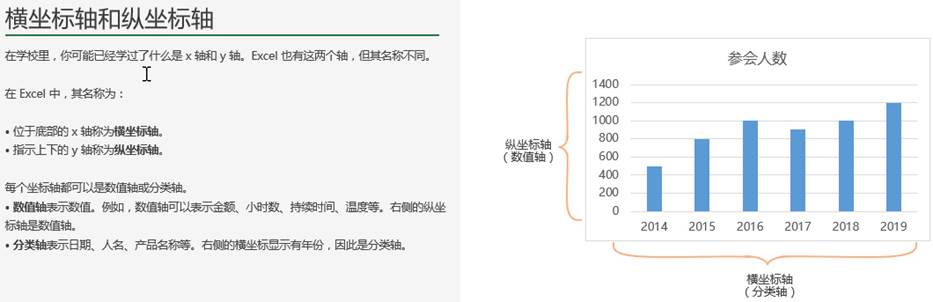 横坐标轴和纵坐标轴
在学校里，你可能已经学过了什么是 x 轴和 y 轴。Excel 也有这两个轴，但其名称不同。
在 Excel 中，其名称为：
• 位于底部的 x 轴称为横坐标轴。
• 指示上下的 y 轴称为纵坐标轴。
每个坐标轴都可以是数值轴或分类轴。
• 数值轴表示数值。例如，数值轴可以表示金额、小时数、持续时间、温度等。右侧的纵坐
标轴是数值轴。
• 分类轴表示日期、人名、产品名称等。右侧的横坐标显示有年份，因此是分类轴。
参会人数
1400
1200
1000
800
600
400
200
0
纵坐标轴
（数值轴）
2014 2015 2016 2017 2018 2019
横坐标轴
（分类轴）